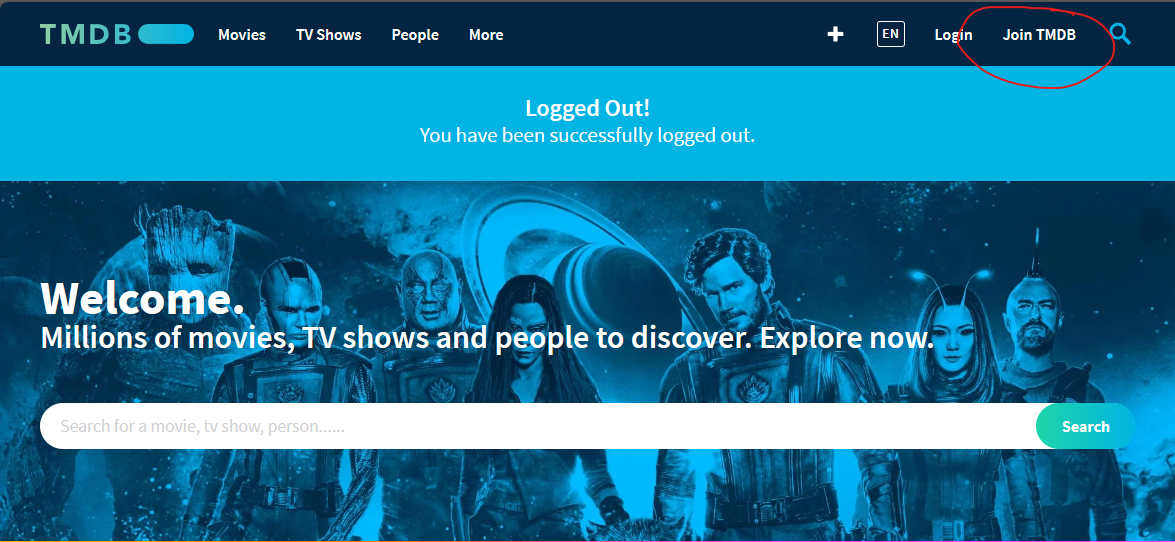 TMDB Movies TV Shows People More + EN Login Join TMDB
Logged Out!
You have been successfully logged out.
Welcome.
Millions of movies, TV shows and people to discover. Explore now.
Search for a movie, tv show, person...... Search